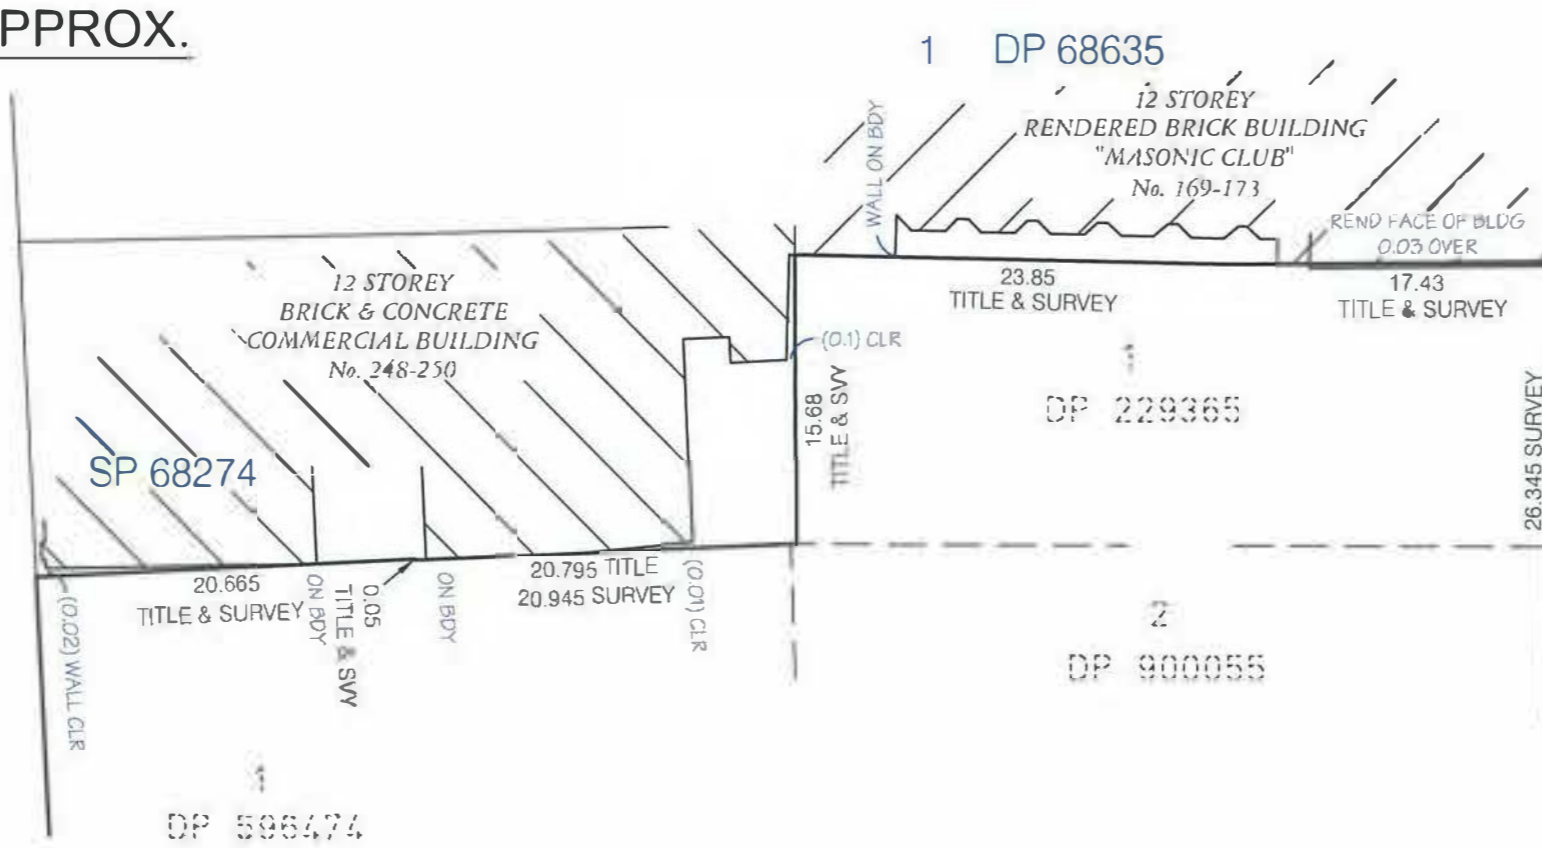 PPROX.
1 DP 68635
12 STOREY
RENDERED BRICK BUILDING
"MASONIC CLUB"
No. 169-173
WALL ON BDY
REND FACE OF BLDG
0.03 OVER
23.85
TITLE & SURVEY
17.43
TITLE & SURVEY
12 STOREY
BRICK & CONCRETE
COMMERCIAL BUILDING
No. 248-250
(0.1) CLR
15.68
TITLE & SVY
1
DP 229365
26.345 SURVEY
SP 68274
20.665
TITLE & SURVEY
ON BDY
0.05
TITLE & SVY
ON BDY
20.795 TITLE
20.945 SURVEY
(0.01) CLR
(0.02) WALL CLR
2
DP 900055
1
DP 596474